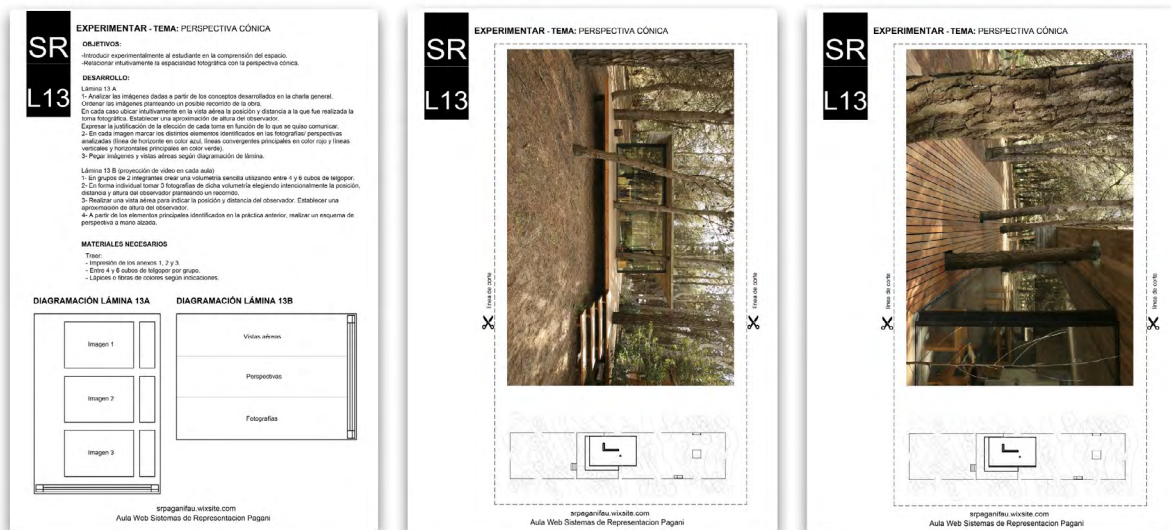 SR
L13
EXPERIMENTAR - TEMA: PERSPECTIVA CÓNICA
OBJETIVOS:
-Introducir experimentalmente al estudiante en la comprensión del espacio.
-Relacionar intuitivamente la espacialidad fotográfica con la perspectiva cónica.
DESARROLLO:
Lámina 13 A
1- Analizar las imágenes dadas a partir de los conceptos desarrollados en la charla general.
Ordenar las imágenes planteando un posible recorrido de la obra.
En cada caso ubicar intuitivamente en la vista aérea la posición y distancia a la que fue realizada la
toma fotográfica. Establecer una aproximación de altura del observador.
Expresar la justificación de la elección de cada toma en función de lo que se quiso comunicar.
2- En cada imagen marcar los distintos elementos identificados en las fotografías/ perspectivas
analizadas (línea de horizonte en color azul, líneas convergentes principales en color rojo y líneas
verticales y horizontales principales en color verde).
3- Pegar imágenes y vistas aéreas según diagramación de lámina.
Lámina 13 B (proyección de video en cada aula)
1- En grupos de 2 integrantes crear una volumetría sencilla utilizando entre 4 y 6 cubos de telgopor.
2- En forma individual tomar 3 fotografías de dicha volumetría eligiendo intencionalmente la posición,
distancia y altura del observador planteando un recorrido.
3- Realizar una vista aérea para indicar la posición y distancia del observador. Establecer una
aproximación de altura del observador.
4- A partir de los elementos principales identificados en la práctica anterior, realizar un esquema de
perspectiva a mano alzada.
MATERIALES NECESARIOS
Traer:
- Impresión de los anexos 1, 2 y 3.
- Entre 4 y 6 cubos de telgopor por grupo.
- Lápices o fibras de colores según indicaciones.
DIAGRAMACIÓN LÁMINA 13A
Imagen 1
Imagen 2
Imagen 3
DIAGRAMACIÓN LÁMINA 13B
Vistas aéreas
Perspectivas
Fotografías
srpaganifau.wixsite.com
Aula Web Sistemas de Representacion Pagani
SR
L13
EXPERIMENTAR - TEMA: PERSPECTIVA CÓNICA
línea de corte
línea de corte
srpaganifau.wixsite.com
Aula Web Sistemas de Representacion Pagani
SR
L13
EXPERIMENTAR - TEMA: PERSPECTIVA CÓNICA
línea de corte
línea de corte
srpaganifau.wixsite.com
Aula Web Sistemas de Representacion Pagani